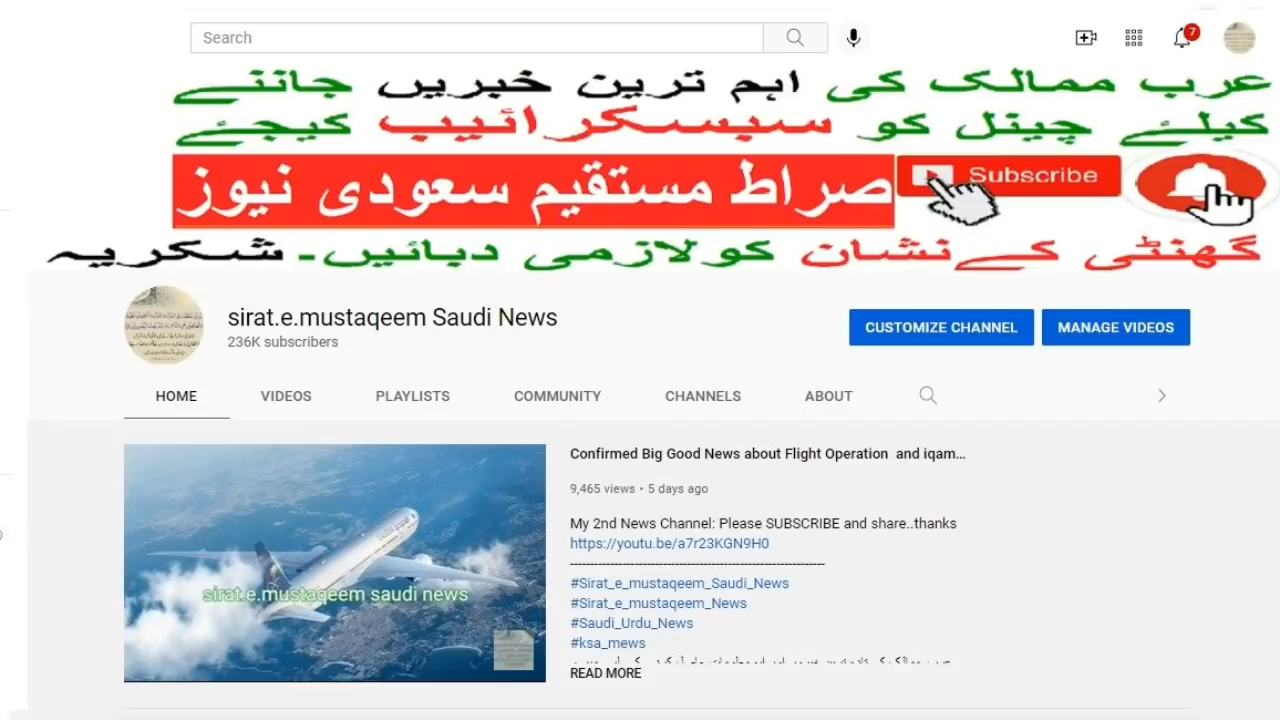 Search
7
عرب ممالک کی اہم ترین خبریں جاننے
کیلئے چینل کو سبسکرائیب کیجئے
صراط مستقیم سعودی نیوز
Subscribe
گھنٹی کے نشان کو لازمی دبائیں۔ شکریہ
sirat.e.mustaqeem Saudi News
236K subscribers
CUSTOMIZE CHANNEL
MANAGE VIDEOS
HOME VIDEOS PLAYLISTS COMMUNITY CHANNELS ABOUT
sirat.e.mustaqeem saudi news
Confirmed Big Good News about Flight Operation and iqam...
9,465 views • 5 days ago
My 2nd News Channel: Please SUBSCRIBE and share..thanks
https://youtu.be/a7r23KGN9H0
---------------------------------------------------------------
#Sirat_e_mustaqeem_Saudi_News
#Sirat_e_mustaqeem_News
#Saudi_Urdu_News
#ksa_mews
READ MORE